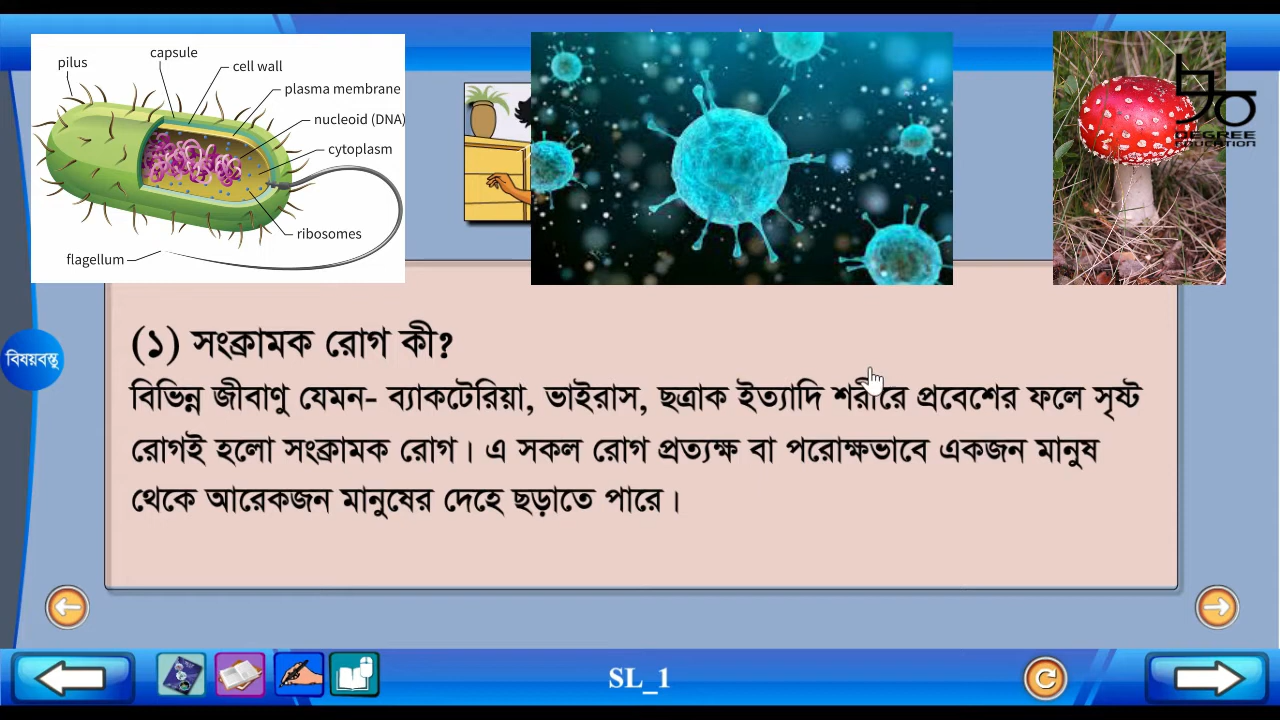 capsule
pilus
cell wall
plasma membrane
nucleoid (DNA)
cytoplasm
ribosomes
flagellum
DEGREE
EDUCATION
(১) সংক্রামক রোগ কী?
বিষয়বস্তু
বিভিন্ন জীবাণু যেমন- ব্যাকটেরিয়া, ভাইরাস, ছত্রাক ইত্যাদি শরীরে প্রবেশের ফলে সৃষ্ট
রোগই হলো সংক্রামক রোগ। এ সকল রোগ প্রত্যক্ষ বা পরোক্ষভাবে একজন মানুষ
থেকে আরেকজন মানুষের দেহে ছড়াতে পারে।
SL_1